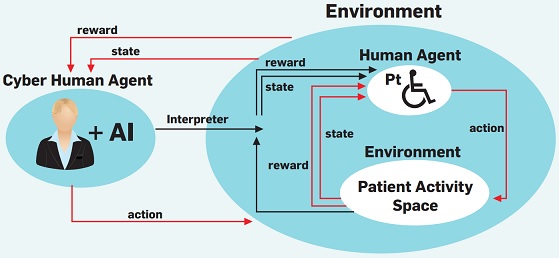 Environment
reward
state
Cyber Human Agent
+ AI
Interpreter
action
reward
state
Human Agent
Pt
action
state
reward
Environment
Patient Activity
Space